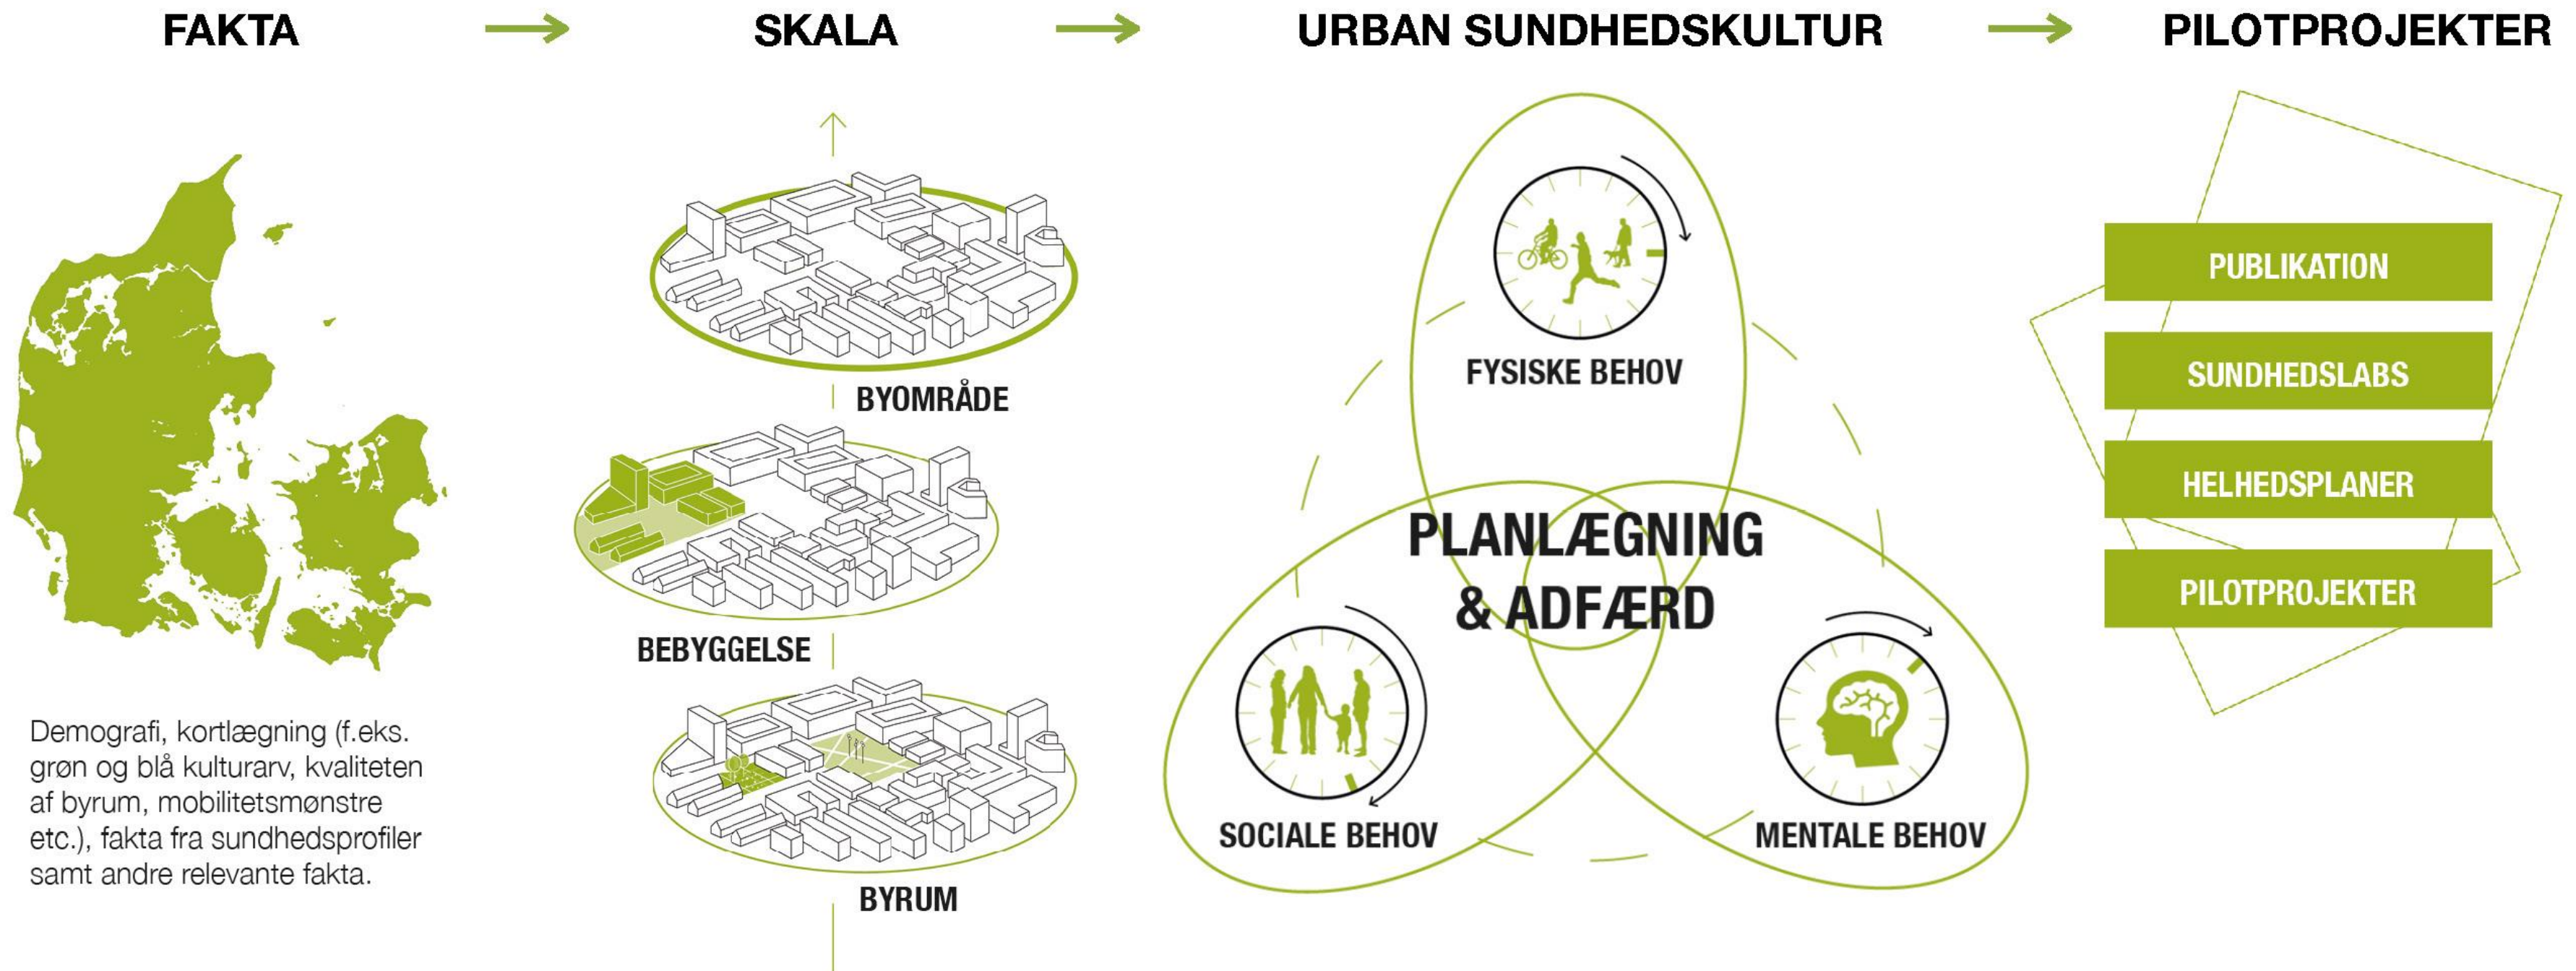 FAKTA
SKALA
URBAN SUNDHEDSKULTUR
PILOTPROJEKTER
Demografi, kortlægning (f.eks.
grøn og blå kulturarv, kvaliteten
af byrum, mobilitetsmønstre
etc.), fakta fra sundhedsprofiler
samt andre relevante fakta.
BYOMRÅDE
BEBYGGELSE
BYRUM
FYSISKE BEHOV
PLANLÆGNING
& ADFÆRD
SOCIALE BEHOV
MENTALE BEHOV
PUBLIKATION
SUNDHEDSLABS
HELHEDSPLANER
PILOTPROJEKTER